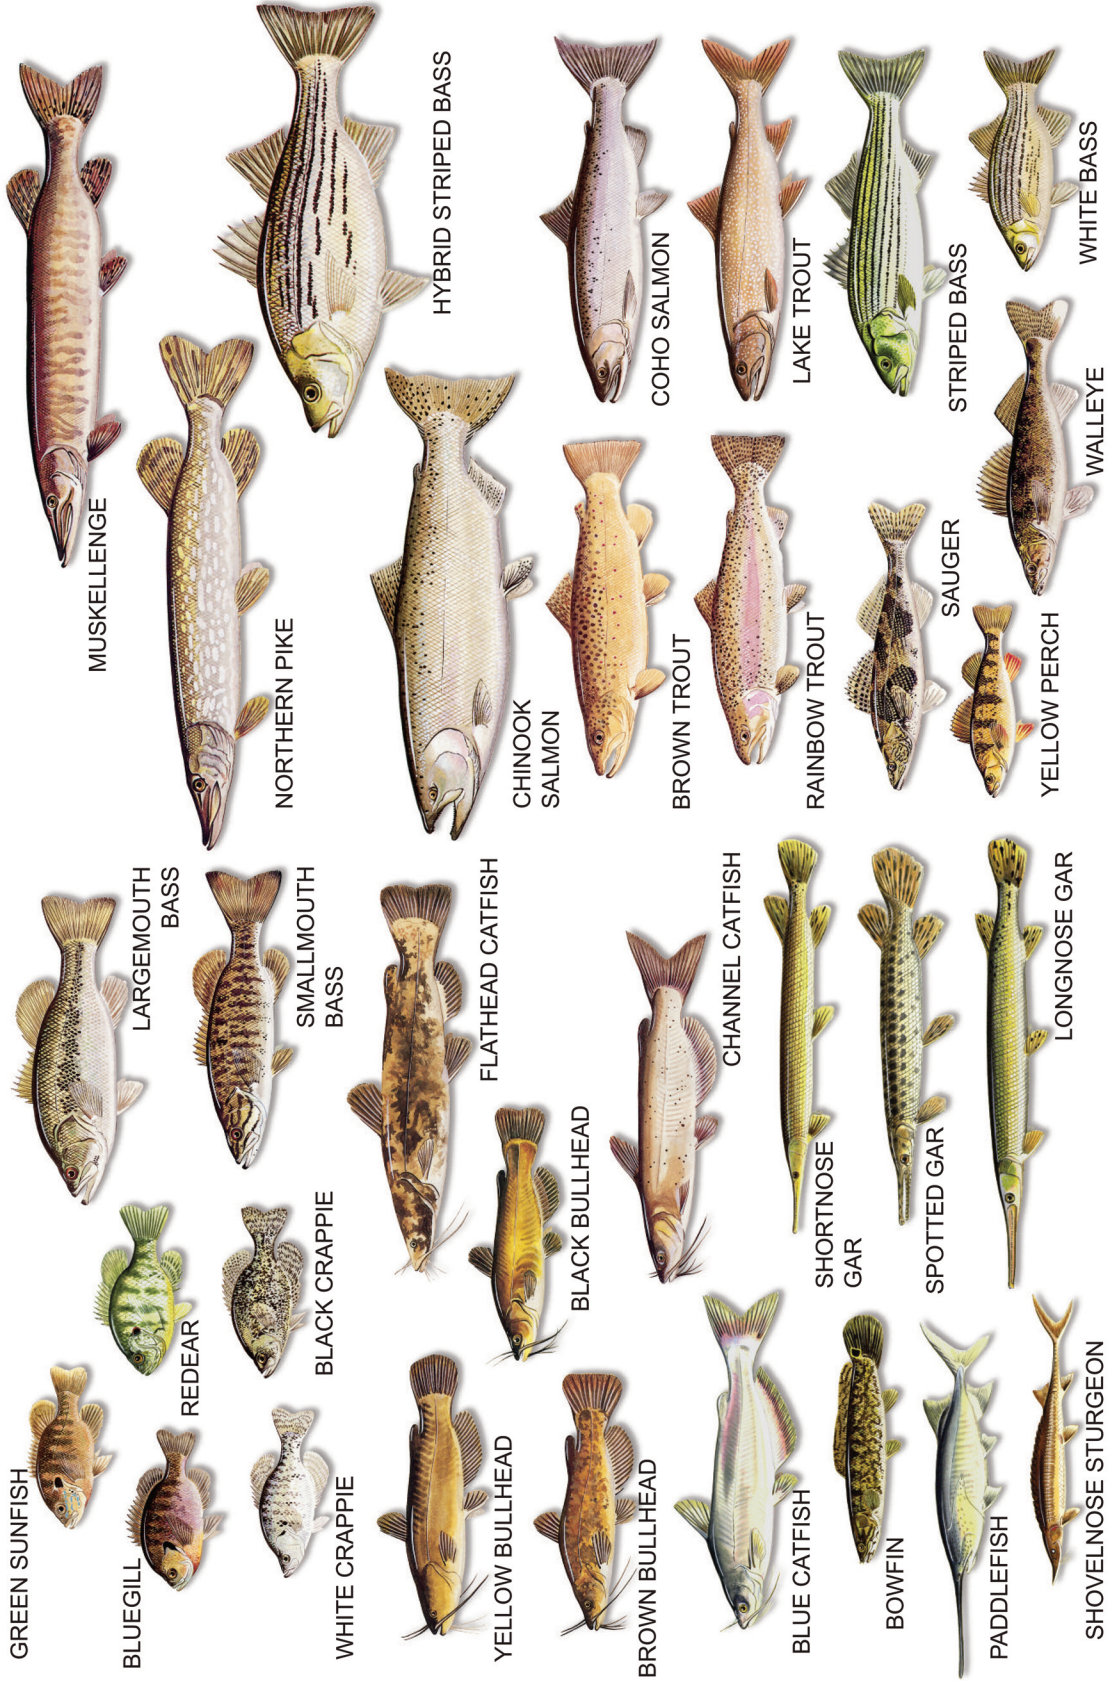 GREEN SUNFISH
BLUEGILL
REDEAR
LARGEMOUTH
BASS
MUSKELLENGE
WHITE CRAPPIE
BLACK CRAPPIE
SMALLMOUTH
BASS
NORTHERN PIKE
HYBRID STRIPED BASS
YELLOW BULLHEAD
FLATHEAD CATFISH
CHINOOK
SALMON
BLACK BULLHEAD
BROWN BULLHEAD
COHO SALMON
BROWN TROUT
CHANNEL CATFISH
BLUE CATFISH
LAKE TROUT
RAINBOW TROUT
SHORTNOSE
GAR
BOWFIN
SPOTTED GAR
SAUGER
STRIPED BASS
PADDLEFISH
LONGNOSE GAR
YELLOW PERCH
SHOVELNOSE STURGEON
WALLEYE
WHITE BASS